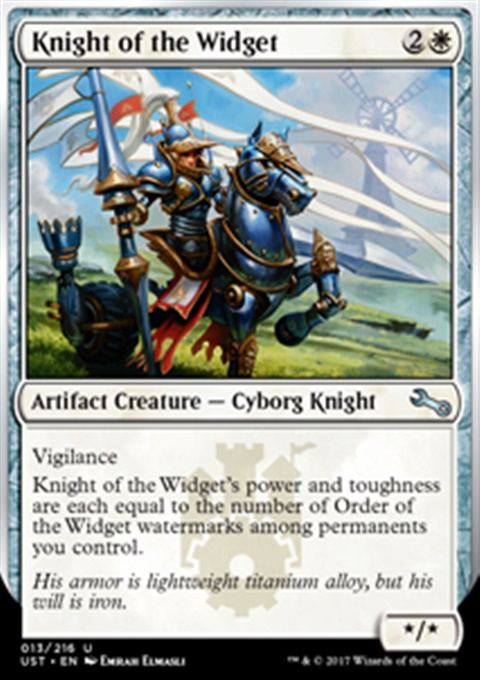 Knight of the Widget 2
Artifact Creature — Cyborg Knight
Vigilance
Knight of the Widget's power and toughness
are each equal to the number of Order of
the Widget watermarks among permanents
you control.
His armor is lightweight titanium alloy, but his
will is iron.
*/*
013/216 U
UST • EN Emrah Elmasli
™ & © 2017 Wizards of the Coast